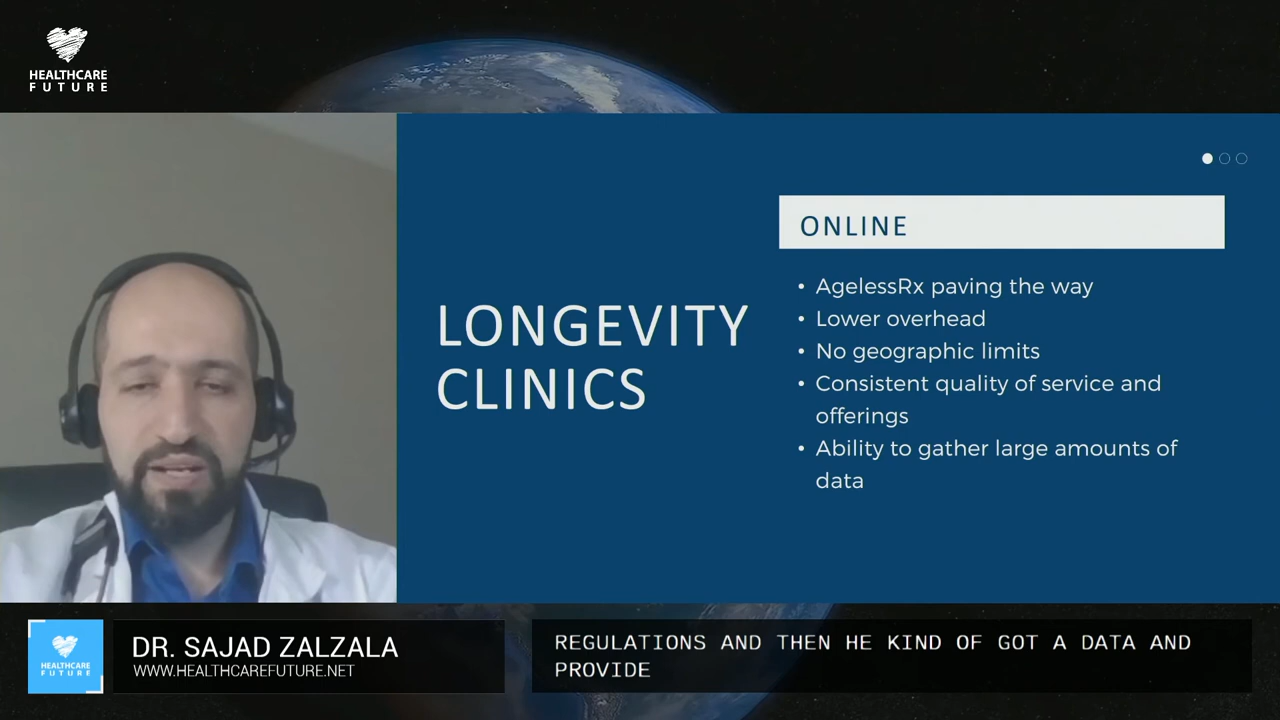 HEALTHCARE
FUTURE
ONLINE
LONGEVITY
CLINICS
• AgelessRx paving the way
• Lower overhead
• No geographic limits
• Consistent quality of service and
offerings
• Ability to gather large amounts of
data
HEALTHCARE
FUTURE
DR. SAJAD ZALZALA
WWW.HEALTHCAREFUTURE.NET
REGULATIONS AND THEN HE KIND OF GOT A DATA AND
PROVIDE